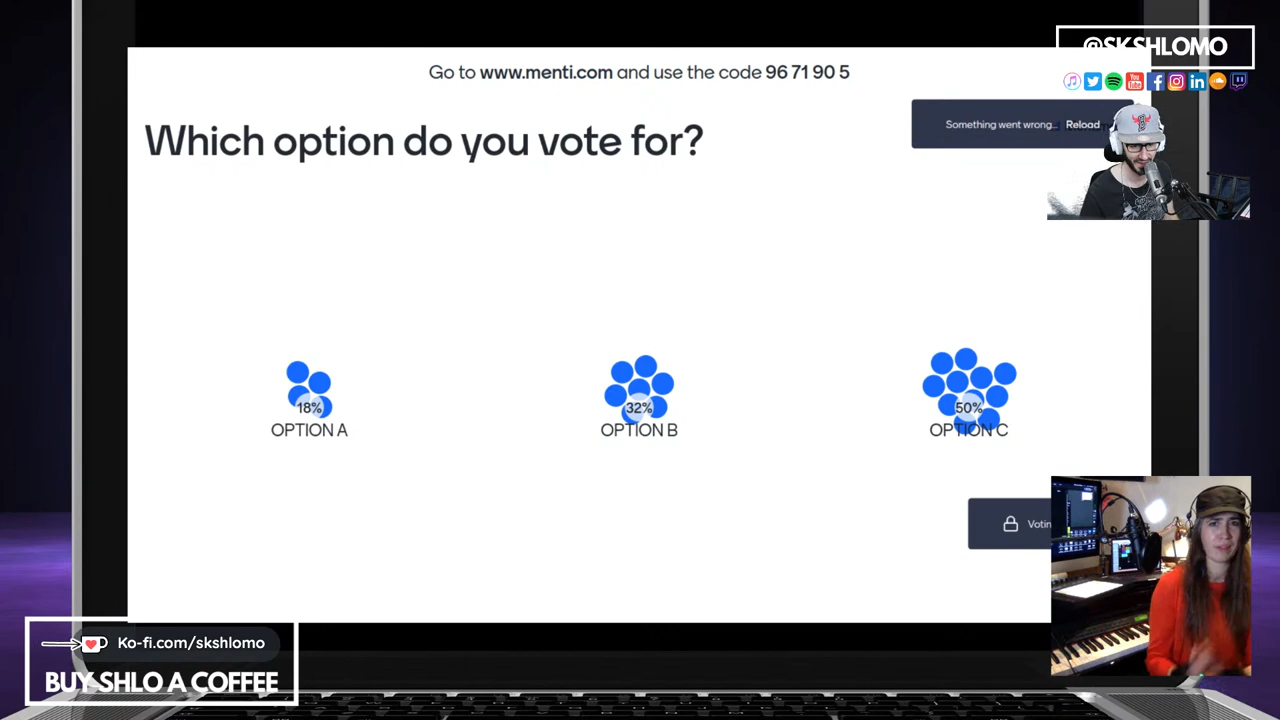 @SKSHLOMO
Go to www.menti.com and use the code 96 71 90 5
Something went wrong... Reload
Which option do you vote for?
18%
32%
50%
OPTION A
OPTION B
OPTION C
Votin
Ko-fi.com/skshlomo
BUY SHLO A COFFEE